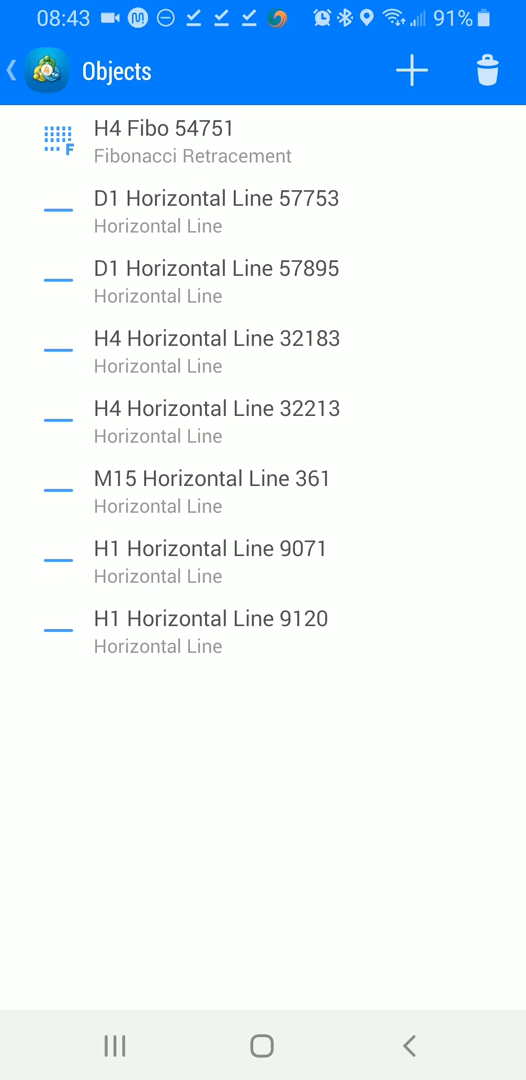 08:43
91%
Objects
H4 Fibo 54751
Fibonacci Retracement
D1 Horizontal Line 57753
Horizontal Line
D1 Horizontal Line 57895
Horizontal Line
H4 Horizontal Line 32183
Horizontal Line
H4 Horizontal Line 32213
Horizontal Line
M15 Horizontal Line 361
Horizontal Line
H1 Horizontal Line 9071
Horizontal Line
H1 Horizontal Line 9120
Horizontal Line